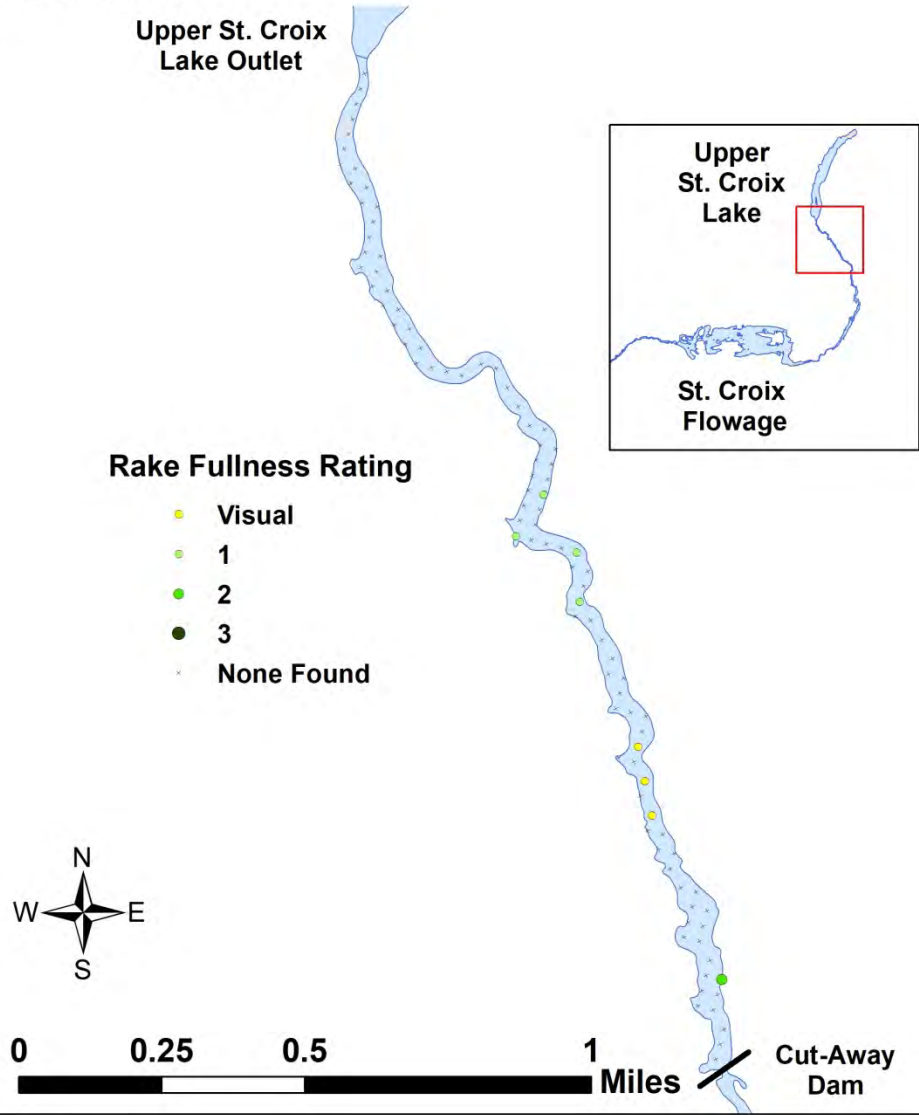 Upper St. Croix
Lake Outlet
Upper
St. Croix
Lake
St. Croix
Flowage
Rake Fullness Rating
Visual
1
2
3
None Found
N
W
E
S
0
0.25
0.5
1
Miles
Cut-Away
Dam